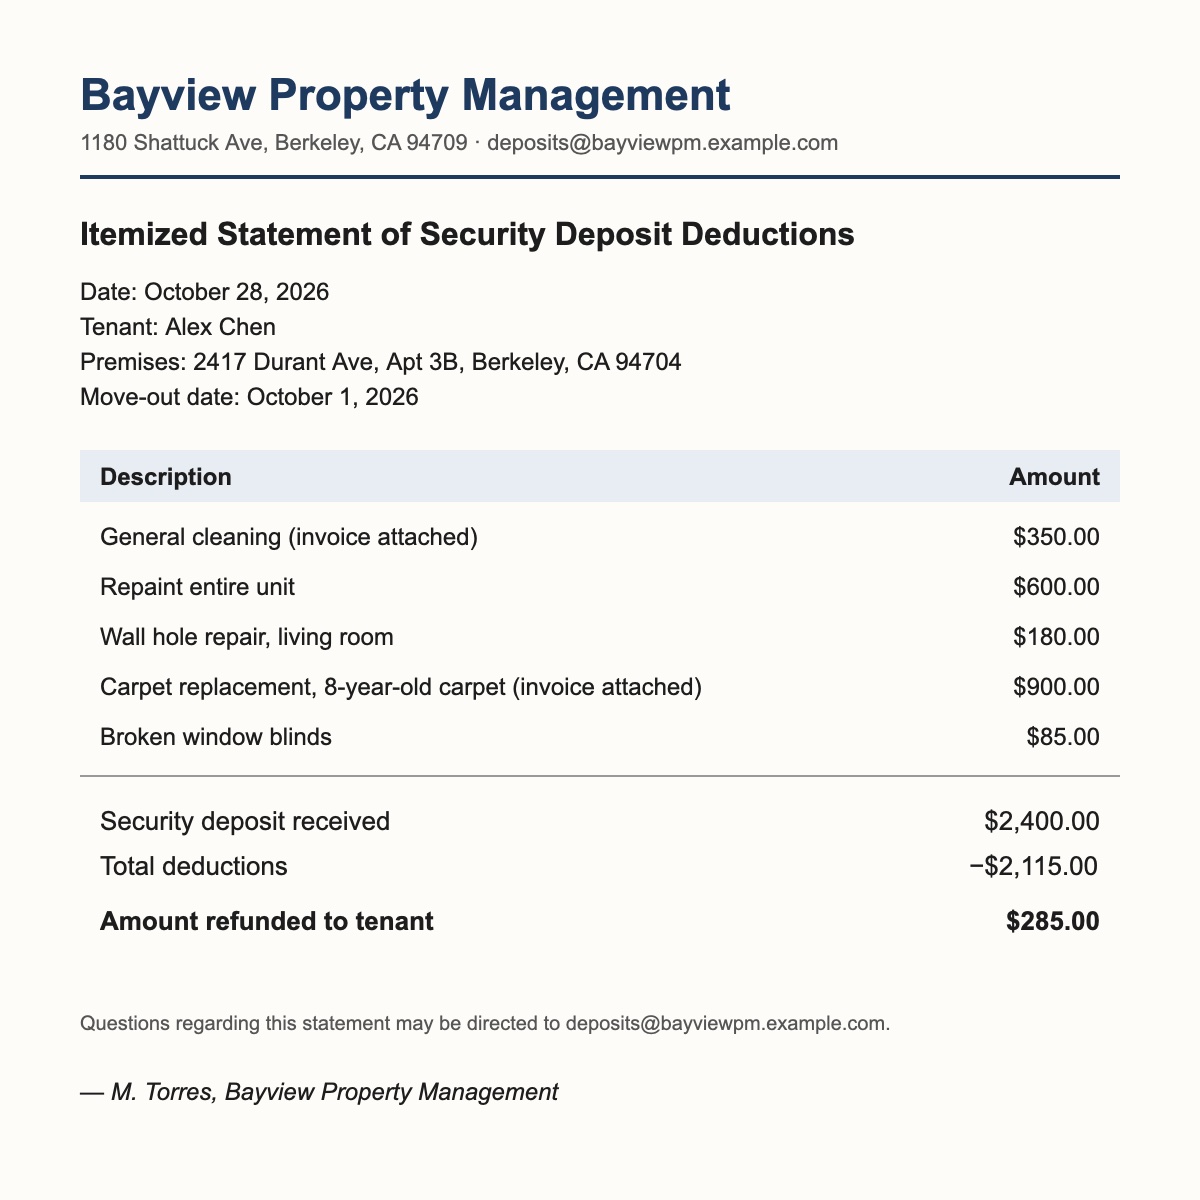 Bayview Property Management
1180 Shattuck Ave, Berkeley, CA 94709 · deposits@bayviewpm.example.com
Itemized Statement of Security Deposit Deductions
Date: October 28, 2026
Tenant: Alex Chen
Premises: 2417 Durant Ave, Apt 3B, Berkeley, CA 94704
Move-out date: October 1, 2026
Description Amount
General cleaning (invoice attached) $350.00
Repaint entire unit $600.00
Wall hole repair, living room $180.00
Carpet replacement, 8-year-old carpet (invoice attached) $900.00
Broken window blinds $85.00
Security deposit received $2,400.00
Total deductions −$2,115.00
Amount refunded to tenant $285.00
Questions regarding this statement may be directed to deposits@bayviewpm.example.com.
— M. Torres, Bayview Property Management